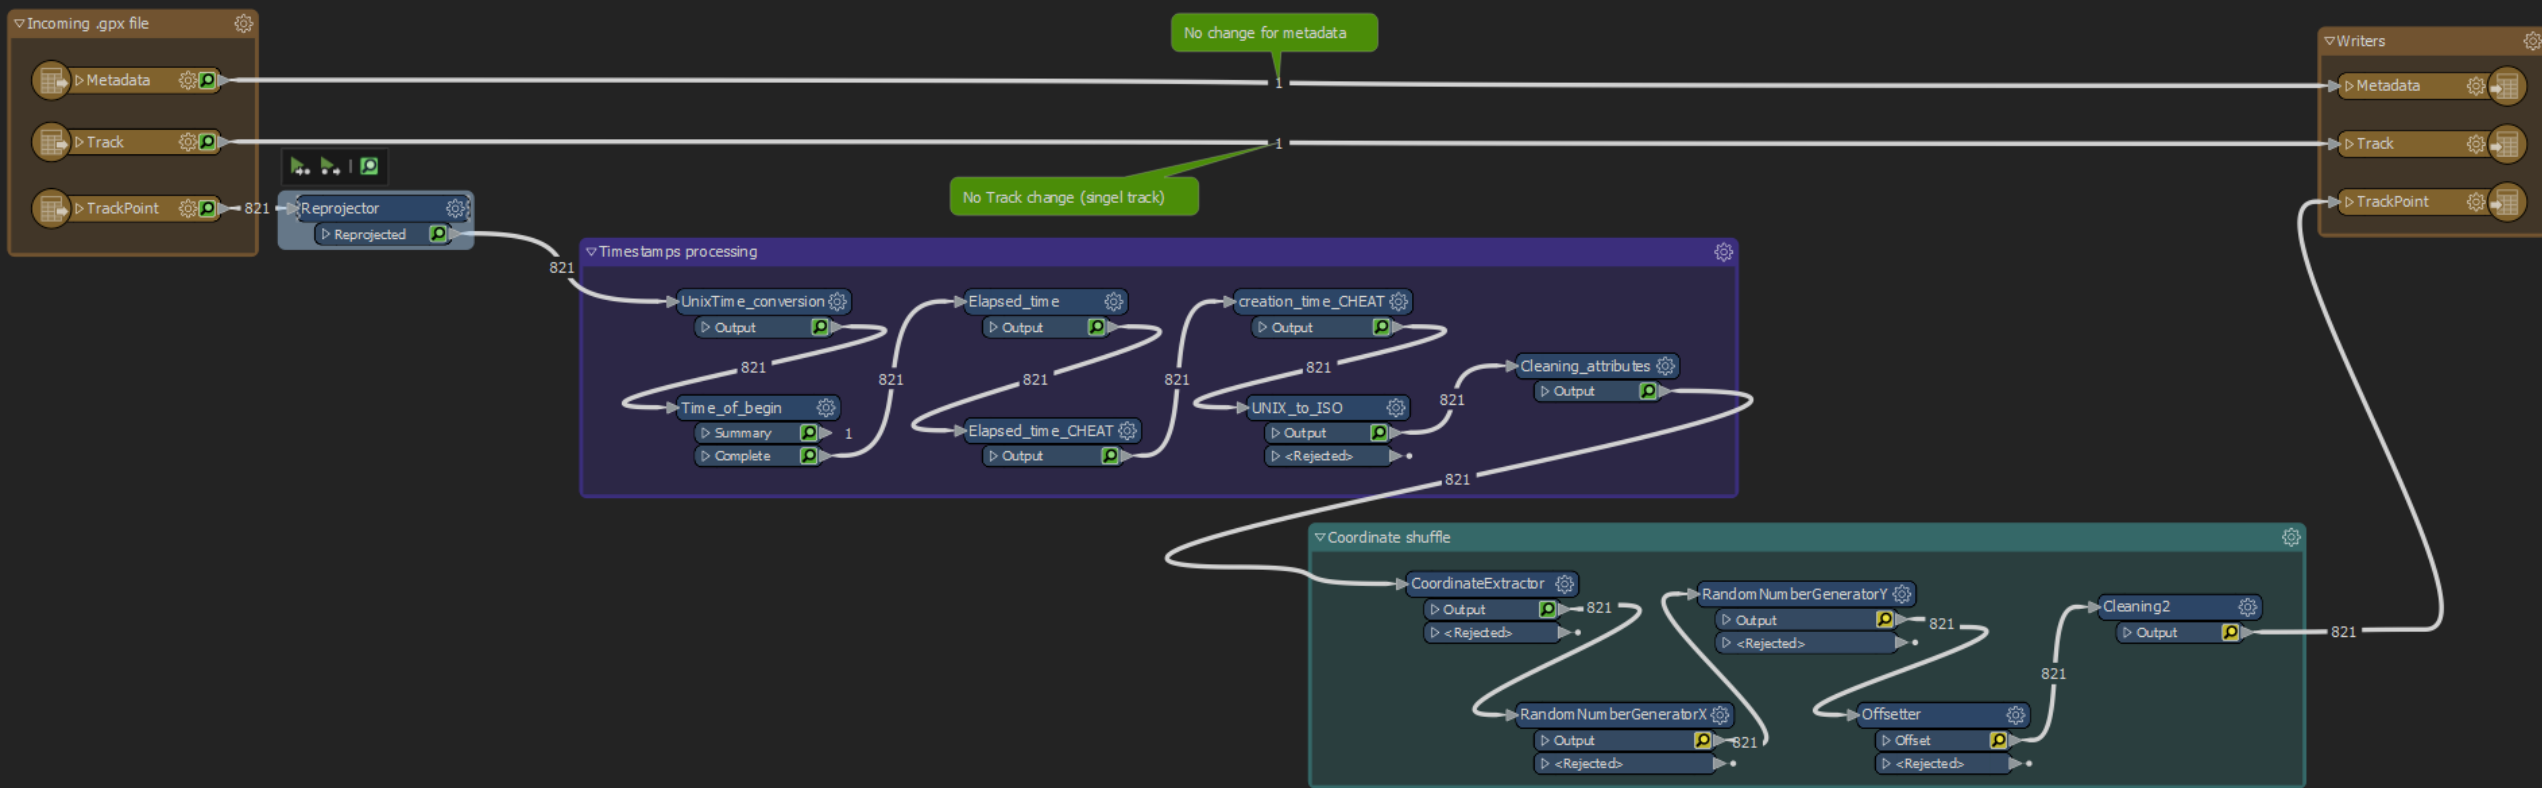 Incoming .gpx file
Metadata
Track
TrackPoint
821
Reprojector
Reprojected
821
No change for metadata
1
1
No Track change (singel track)
Writers
Metadata
Track
TrackPoint
Timestamps processing
UnixTime_conversion
Output
821
Time_of_begin
Summary
1
Complete
821
Elapsed_time
Output
821
Elapsed_time_CHEAT
Output
821
creation_time_CHEAT
Output
821
UNIX_to_ISO
Output
<Rejected>
821
Cleaning_attributes
Output
821
Coordinate shuffle
CoordinateExtractor
Output
821
<Rejected>
RandomNumberGeneratorX
Output
821
<Rejected>
RandomNumberGeneratorY
Output
821
<Rejected>
Offsetter
Offset
<Rejected>
821
Cleaning2
Output
821